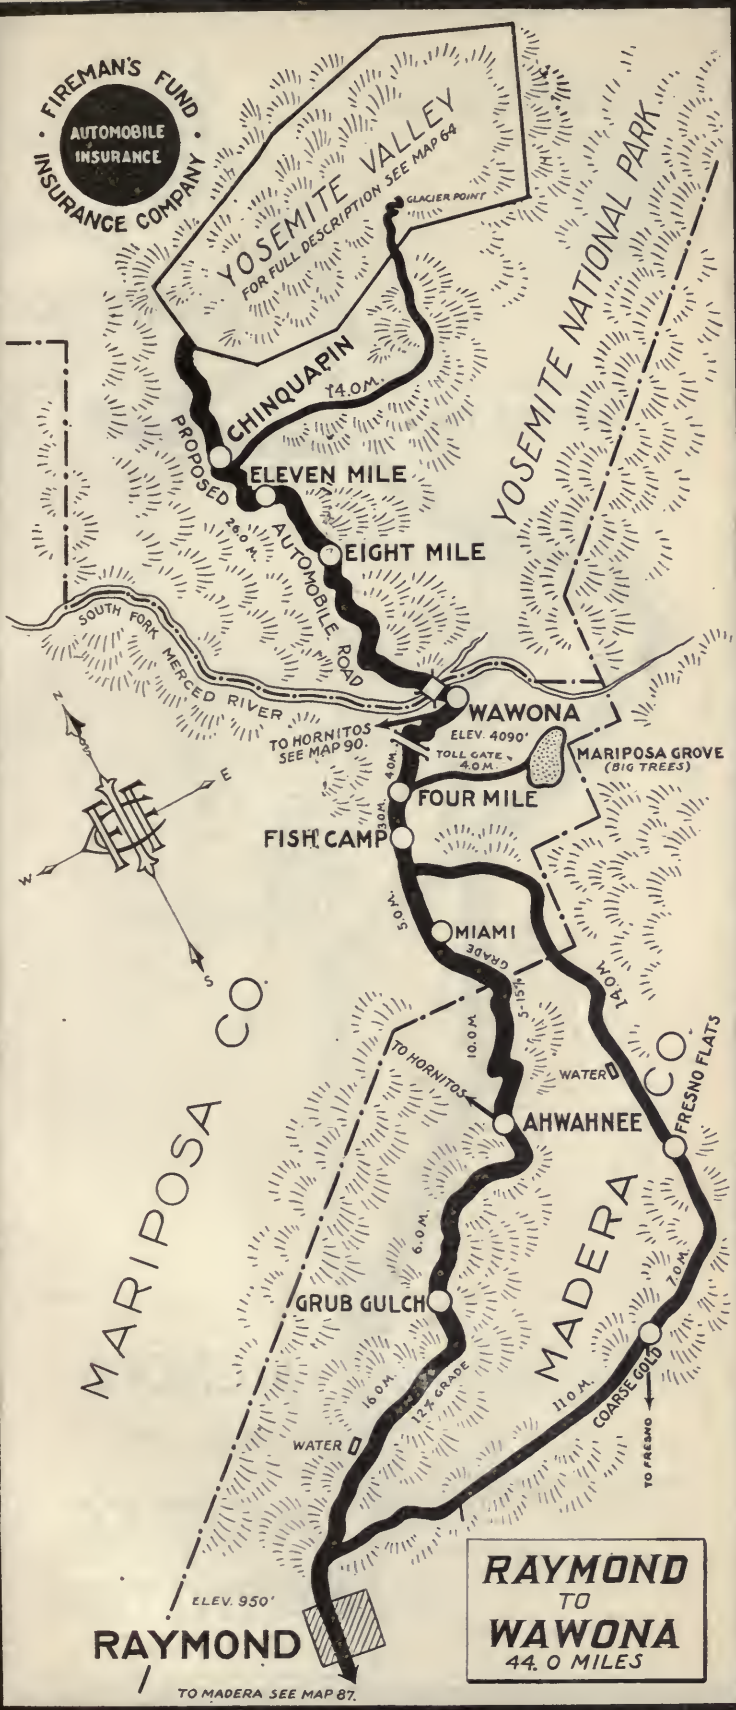 FIREMAN'S FUND
INSURANCE COMPANY
AUTOMOBILE
INSURANCE
YOSEMITE VALLEY
FOR FULL DESCRIPTION SEE MAP 64
GLACIER POINT
YOSEMITE NATIONAL PARK
CHINQUAPIN
14.0 M.
PROPOSED AUTOMOBILE ROAD
ELEVEN MILE
26.0 M.
EIGHT MILE
SOUTH FORK MERCED RIVER
WAWONA
ELEV. 4090'
TO HORNITOS
SEE MAP 90.
TOLL GATE
4.0 M.
4.0 M.
MARIPOSA GROVE
(BIG TREES)
FOUR MILE
3.0 M.
FISH CAMP
N
E
W
S
5.0 M.
MIAMI
GRADE
5-15%
14.0 M.
MARIPOSA CO.
10.0 M.
TO HORNITOS
WATER
FRESNO FLATS
AHWAHNEE
MADERA CO.
6.0 M.
7.0 M.
GRUB GULCH
COARSE GOLD
16.0 M.
12% GRADE
11.0 M.
TO FRESNO
WATER
ELEV. 950'
RAYMOND
TO MADERA SEE MAP 87.
RAYMOND
TO
WAWONA
44.0 MILES